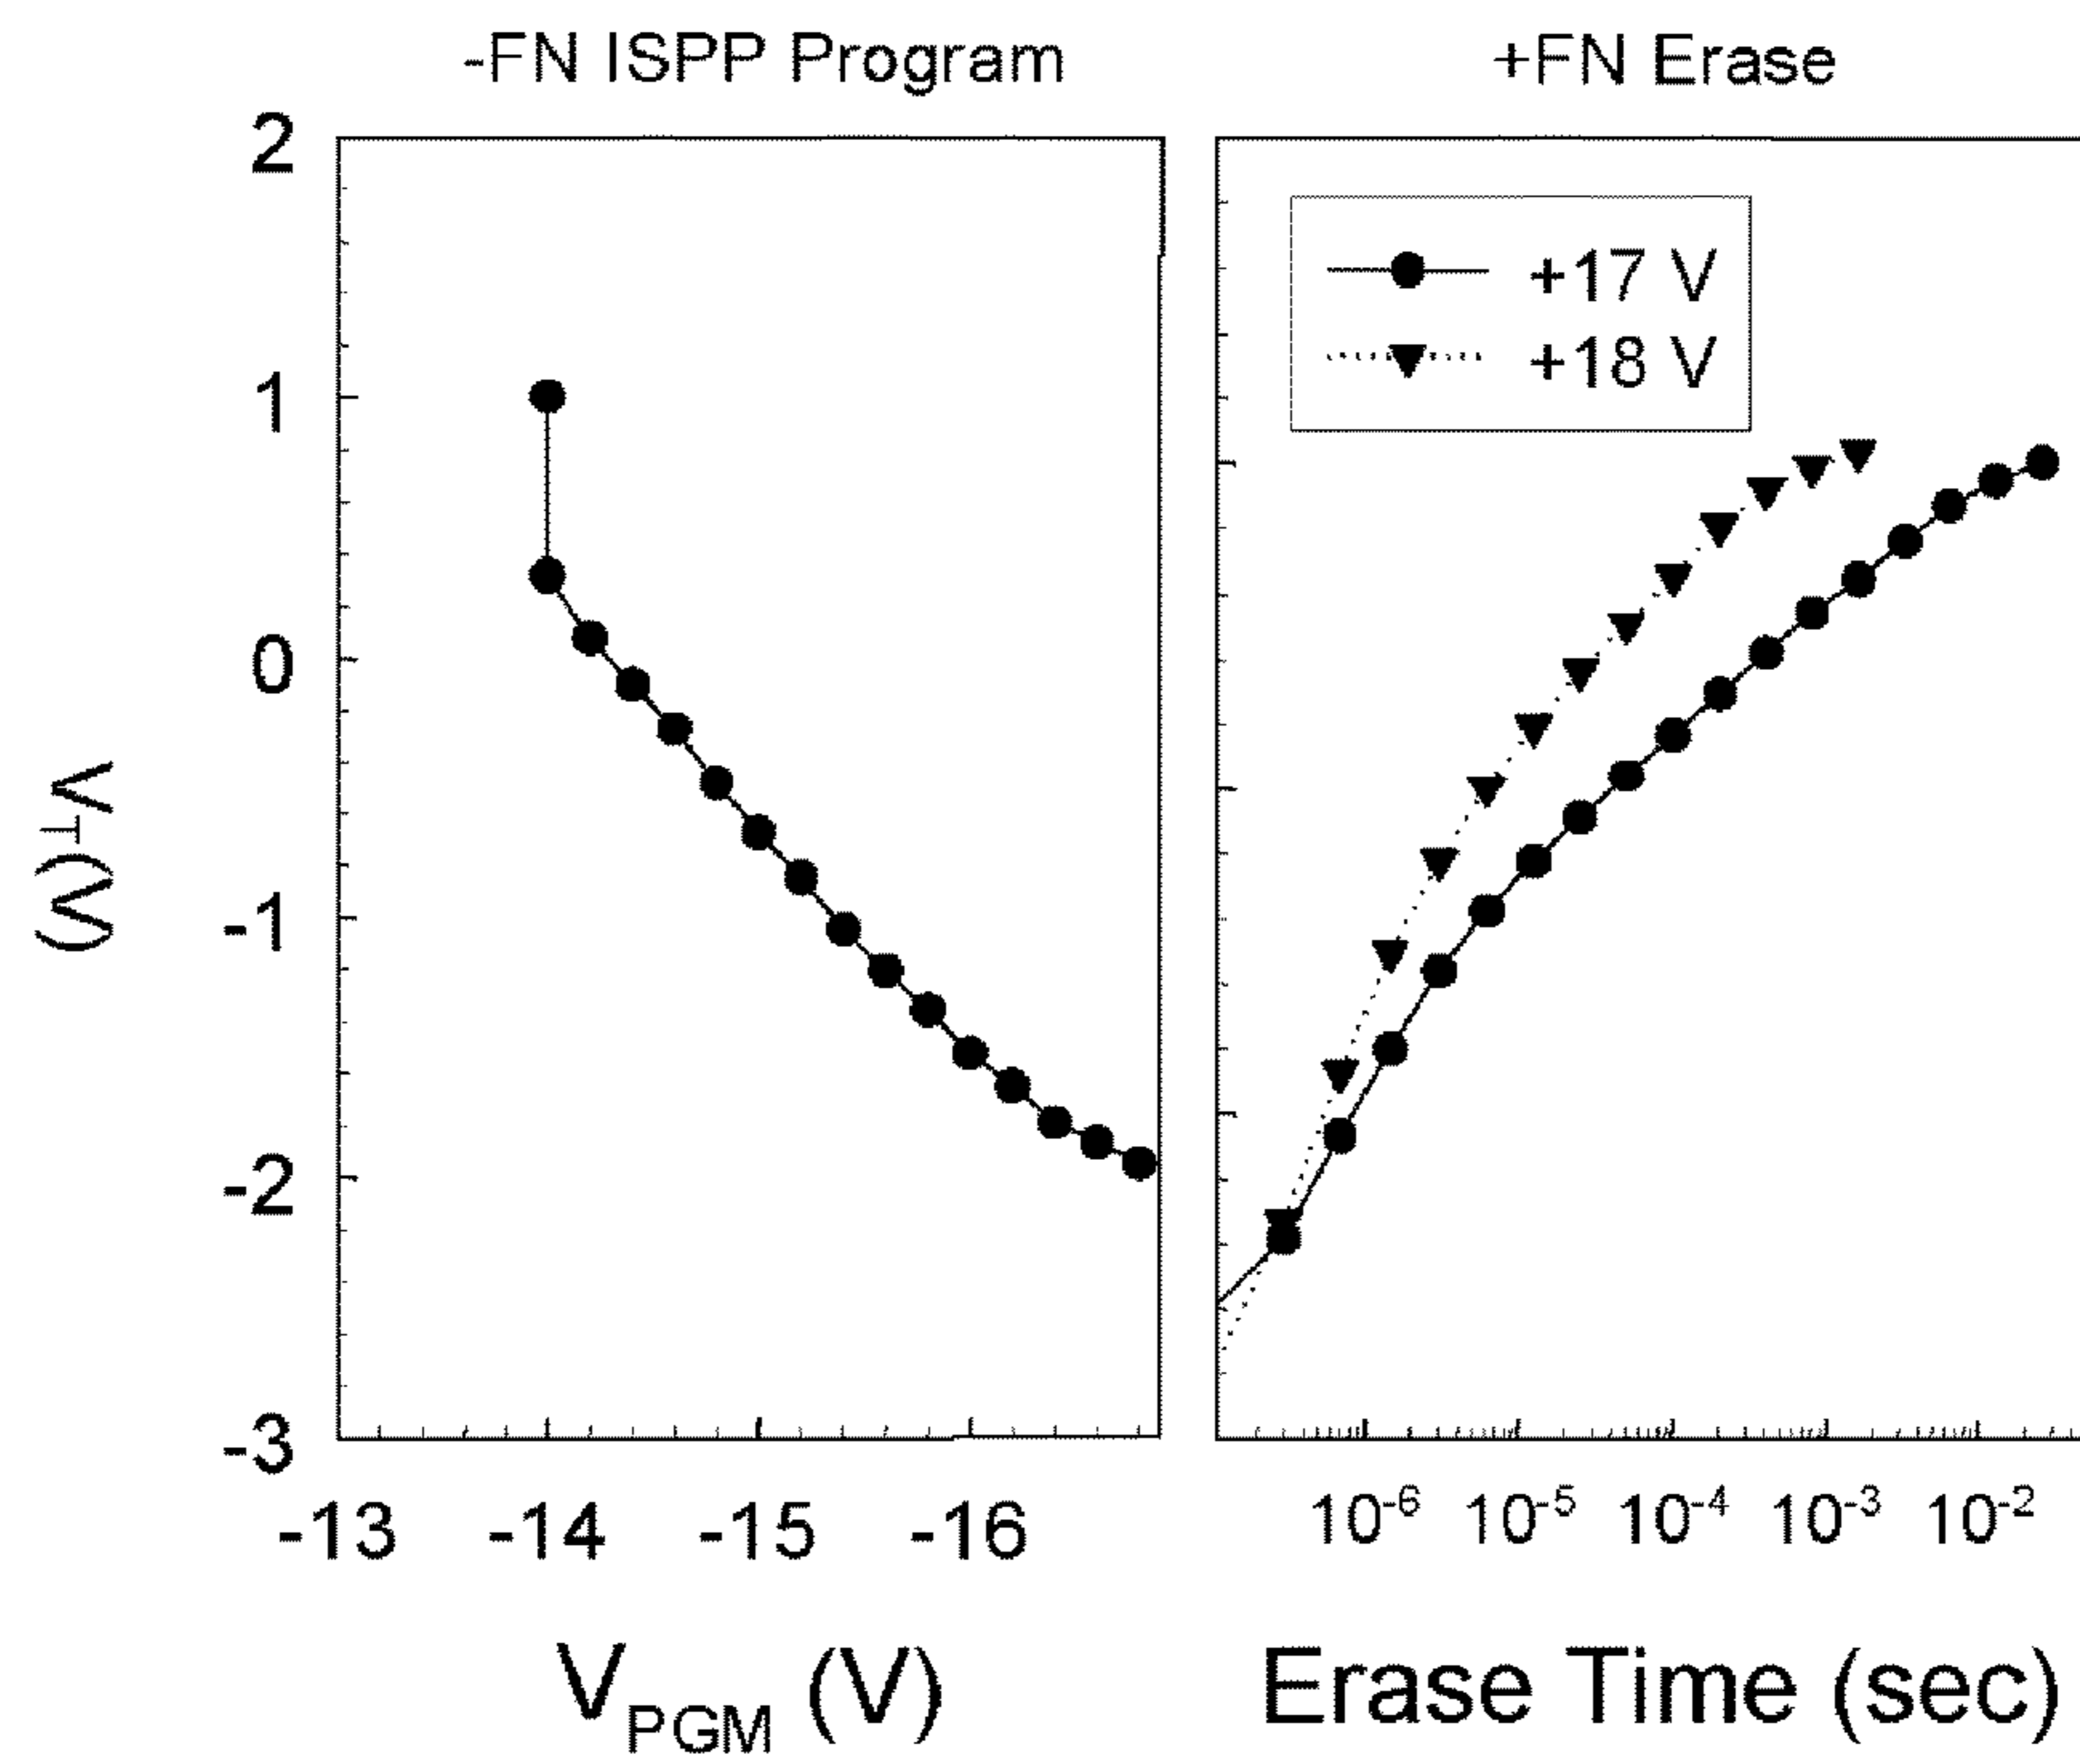 -FN ISPP Program
+FN Erase
2
1
0
-1
-2
-3
V_T(V)
+17 V
+18 V
-13 -14 -15 -16
10^-6 10^-5 10^-4 10^-3 10^-2
V_PGM (V)
Erase Time (sec)